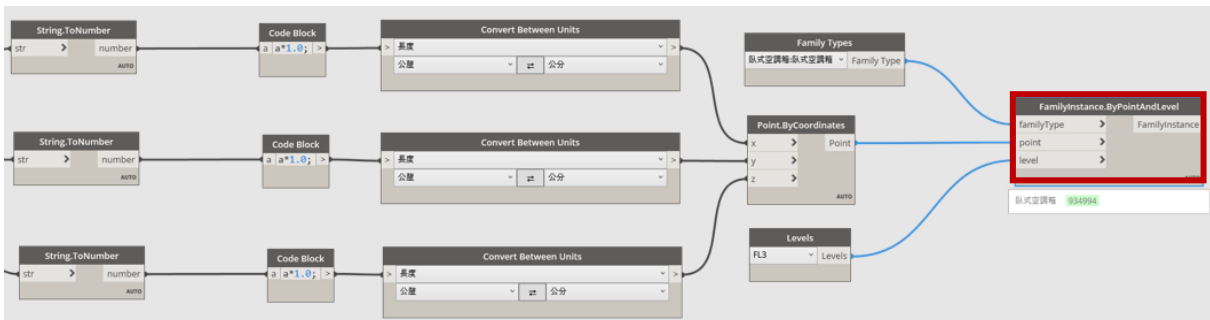 String.ToNumber
str > number
AUTO
Code Block
a a*1.0; >
Convert Between Units
> 長度 >
公釐 ⇄ 公分
Family Types
臥式空調箱:臥式空調箱 Family Type
FamilyInstance.ByPointAndLevel
familyType > FamilyInstance
point >
level >
AUTO
臥式空調箱 934994
String.ToNumber
str > number
AUTO
Code Block
a a*1.0; >
Convert Between Units
> 長度 >
公釐 ⇄ 公分
Point.ByCoordinates
x > Point
y >
z >
AUTO
Levels
FL3 Levels
String.ToNumber
str > number
AUTO
Code Block
a a*1.0; >
Convert Between Units
> 長度 >
公釐 ⇄ 公分